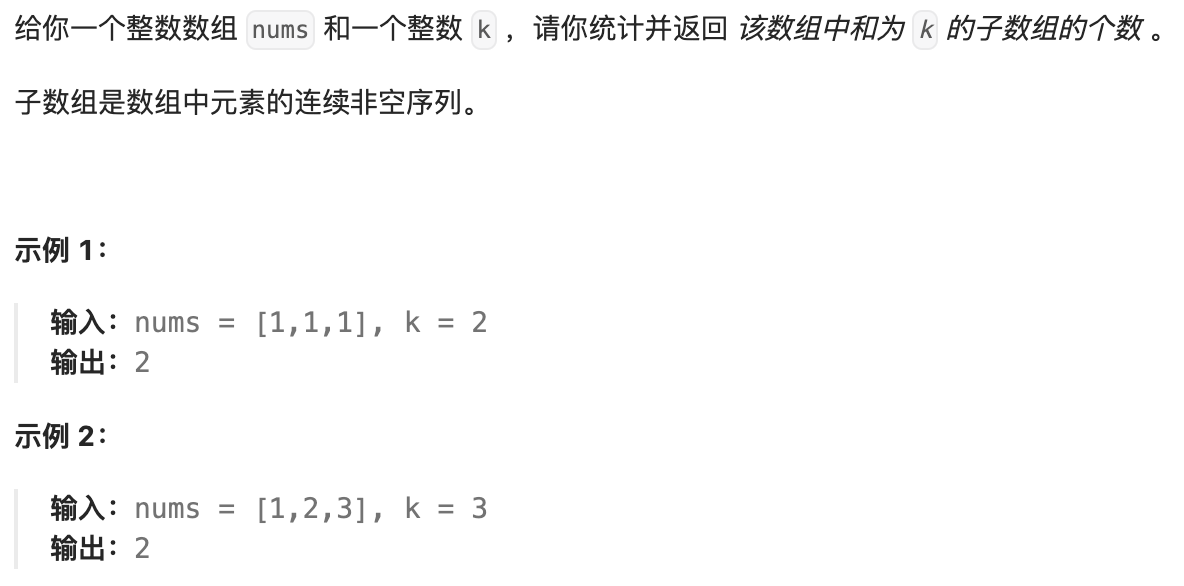 给你一个整数数组 nums 和一个整数 k ，请你统计并返回 该数组中和为 k 的子数组的个数 。
子数组是数组中元素的连续非空序列。
示例 1：
输入：nums = [1,1,1], k = 2
输出：2
示例 2：
输入：nums = [1,2,3], k = 3
输出：2